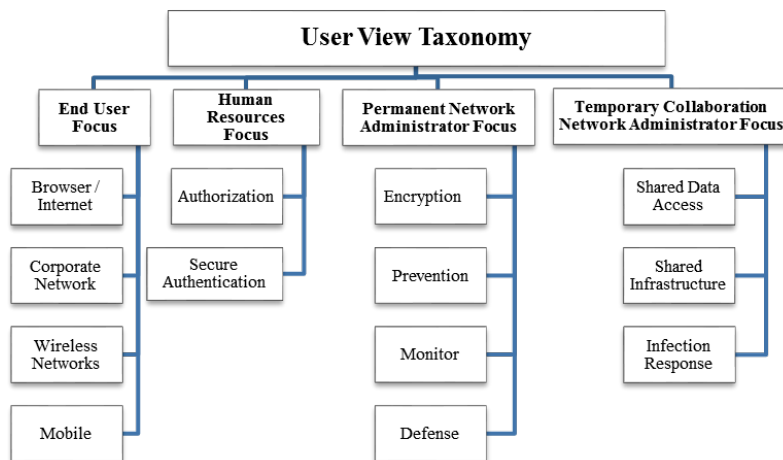 User View Taxonomy
End User
Focus
Human
Resources
Focus
Permanent Network
Administrator Focus
Temporary Collaboration
Network Administrator Focus
Browser /
Internet
Corporate
Network
Wireless
Networks
Mobile
Authorization
Secure
Authentication
Encryption
Prevention
Monitor
Defense
Shared Data
Access
Shared
Infrastructure
Infection
Response